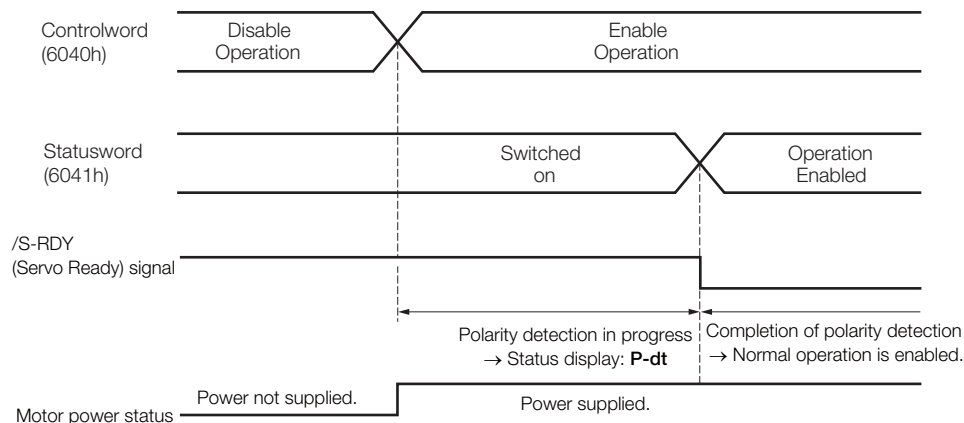 Controlword
(6040h)
Disable
Operation
Enable
Operation
Statusword
(6041h)
Switched
on
Operation
Enabled
/S-RDY
(Servo Ready) signal
Polarity detection in progress
→ Status display: P-dt
Completion of polarity detection
→ Normal operation is enabled.
Motor power status
Power not supplied.
Power supplied.